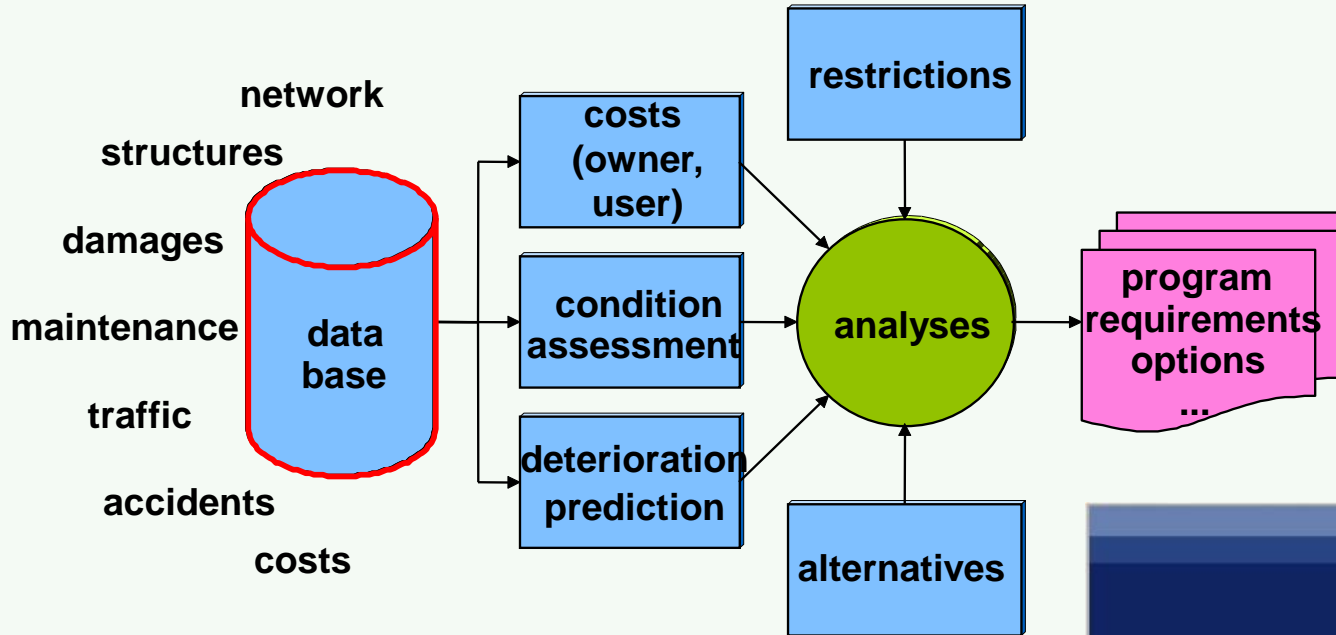 network
structures
damages
maintenance
traffic
accidents
costs
data
base
costs
(owner,
user)
condition
assessment
deterioration
prediction
restrictions
analyses
alternatives
program
requirements
options
...